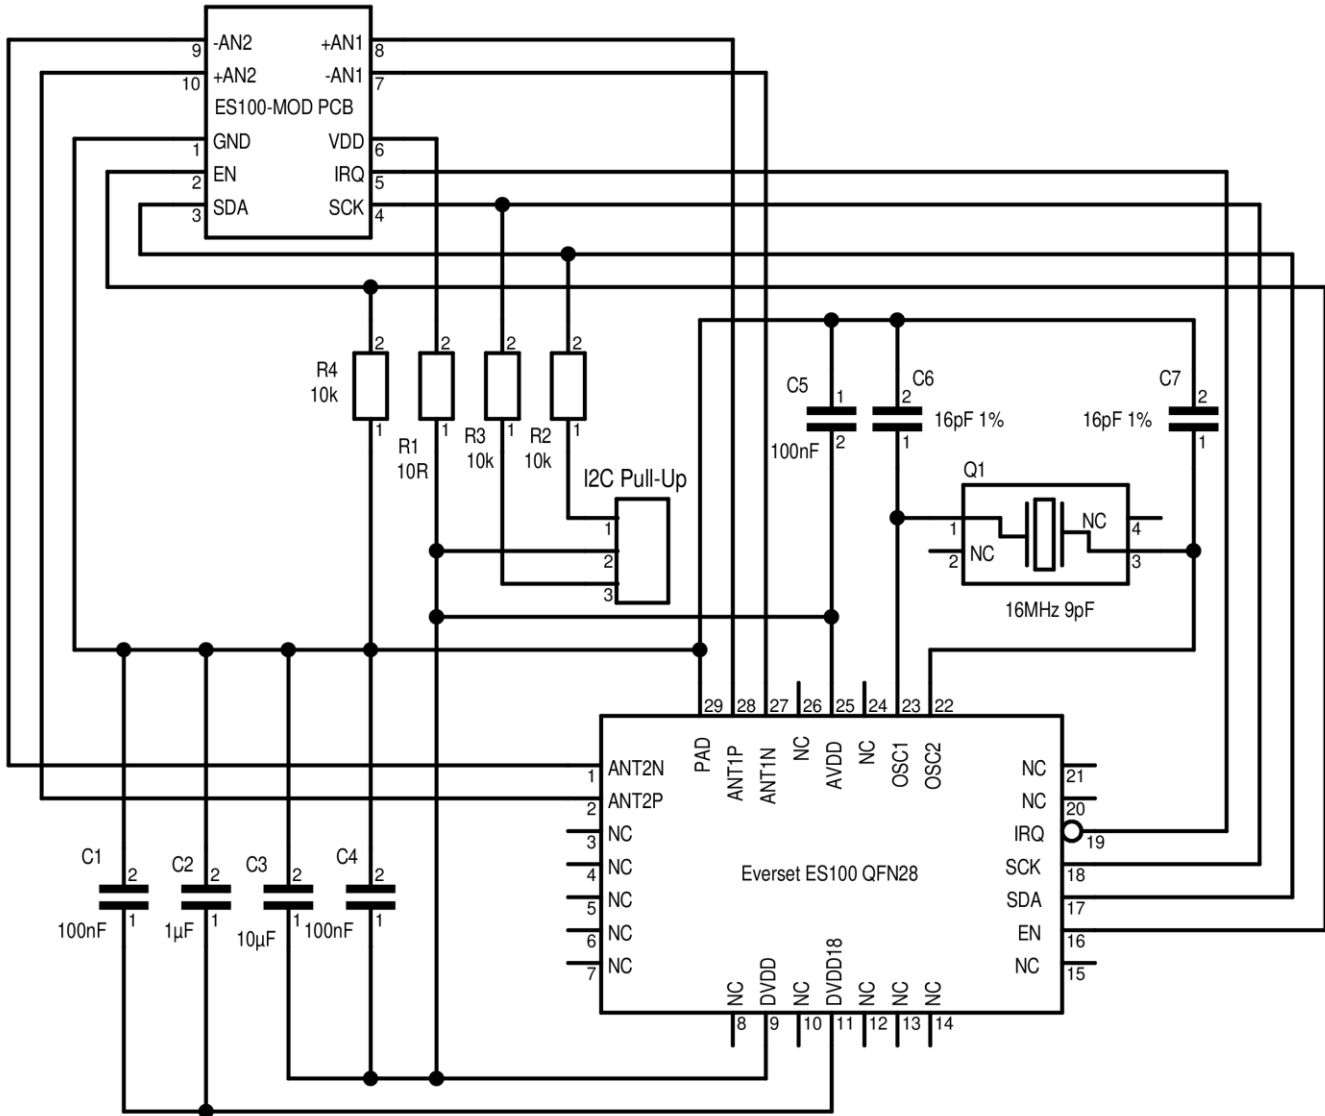 -AN2 +AN1
9 8
+AN2 -AN1
10 7
ES100-MOD PCB
GND VDD
1 6
EN IRQ
2 5
SDA SCK
3 4
2 2 2 2
R4
10k
1 1 1 1
R1
10R
R3
10k
R2
10k
I2C Pull-Up
1
2
3
C5
1
2
100nF
C6
2
1
16pF 1%
C7
2
1
16pF 1%
Q1
1 NC 4
2 NC 3
16MHz 9pF
29 28 27 26 25 24 23 22
PAD ANT1P ANT1N NC AVDD NC OSC1 OSC2
ANT2N NC
1 21
ANT2P NC
2 20
NC IRQ
3 19
NC Everset ES100 QFN28 SCK
4 18
NC SDA
5 17
NC EN
6 16
NC NC
7 15
NC DVDD NC DVDD18 NC NC NC
8 9 10 11 12 13 14
C1
2
1
100nF
C2
2
1
1µF
C3
2
1
10µF
C4
2
1
100nF